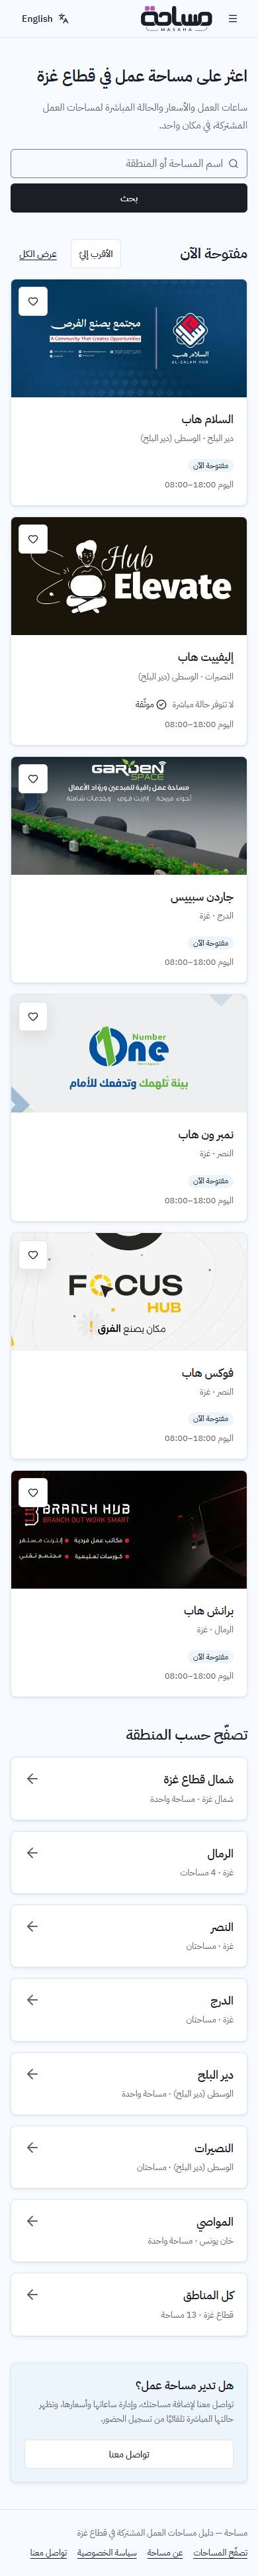 مساحة
MASAHA
English
اعثر على مساحة عمل في قطاع غزة
ساعات العمل والأسعار والحالة المباشرة لمساحات العمل
المشتركة، في مكان واحد.
اسم المساحة أو المنطقة
بحث
مفتوحة الآن
الأقرب إليّ
عرض الكل
السلام هاب
AL-SALAM HUB
مجتمع يصنع الفرص
A Community That Creates Opportunities
السلام هاب
دير البلح · الوسطى (دير البلح)
مفتوحة الآن
اليوم 18:00–08:00
Hub
Elevate
إليفييت هاب
النصيرات · الوسطى (دير البلح)
لا تتوفر حالة مباشرة
موثّقة
اليوم 18:00–08:00
GARDEN
SPACE
مساحة عمل راقية للمبدعين ورواد الأعمال
أجواء مريحة · إنترنت قوي · وخدمات شاملة
جاردن سبييس
الدرج · غزة
مفتوحة الآن
اليوم 18:00–08:00
Number
One
بيئة تلهمك وتدفعك للأمام
نمبر ون هاب
النصر · غزة
مفتوحة الآن
اليوم 18:00–08:00
FOCUS
HUB
مكان يصنع الفرق !
فوكس هاب
النصر · غزة
مفتوحة الآن
اليوم 18:00–08:00
BRANCH HUB
BRANCH OUT WORK SMART
مكاتب عمل فردية
إنترنت مستقر
كورسات تعليمية
مجتمع تقني
برانش هاب
الرمال · غزة
مفتوحة الآن
اليوم 18:00–08:00
تصفّح حسب المنطقة
شمال قطاع غزة
شمال غزة · مساحة واحدة
الرمال
غزة · 4 مساحات
النصر
غزة · مساحتان
الدرج
غزة · مساحتان
دير البلح
الوسطى (دير البلح) · مساحة واحدة
النصيرات
الوسطى (دير البلح) · مساحتان
المواصي
خان يونس · مساحة واحدة
كل المناطق
قطاع غزة · 13 مساحة
هل تدير مساحة عمل؟
تواصل معنا لإضافة مساحتك، وإدارة ساعاتها وأسعارها، وتظهر
حالتها المباشرة تلقائيًا من تسجيل الحضور.
تواصل معنا
مساحة — دليل مساحات العمل المشتركة في قطاع غزة
تصفّح المساحات
عن مساحة
سياسة الخصوصية
تواصل معنا